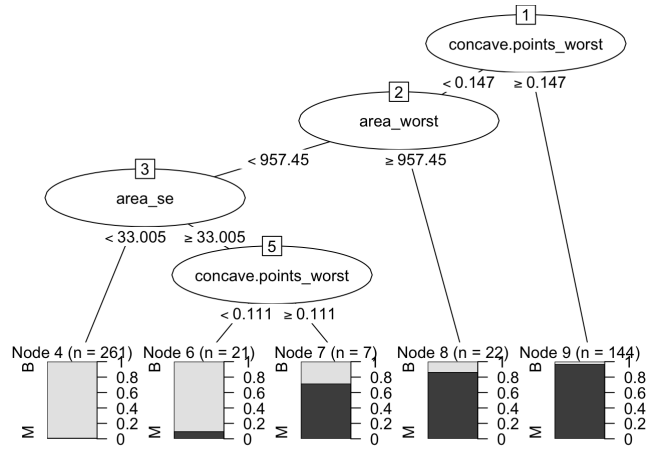 1
concave.points_worst
< 0.147 ≥ 0.147
2
area_worst
< 957.45 ≥ 957.45
3
area_se
< 33.005 ≥ 33.005
5
concave.points_worst
< 0.111 ≥ 0.111
Node 4 (n = 261)
B
M
1
0.8
0.6
0.4
0.2
0
Node 6 (n = 21)
B
M
1
0.8
0.6
0.4
0.2
0
Node 7 (n = 7)
B
M
1
0.8
0.6
0.4
0.2
0
Node 8 (n = 22)
B
M
1
0.8
0.6
0.4
0.2
0
Node 9 (n = 144)
B
M
1
0.8
0.6
0.4
0.2
0